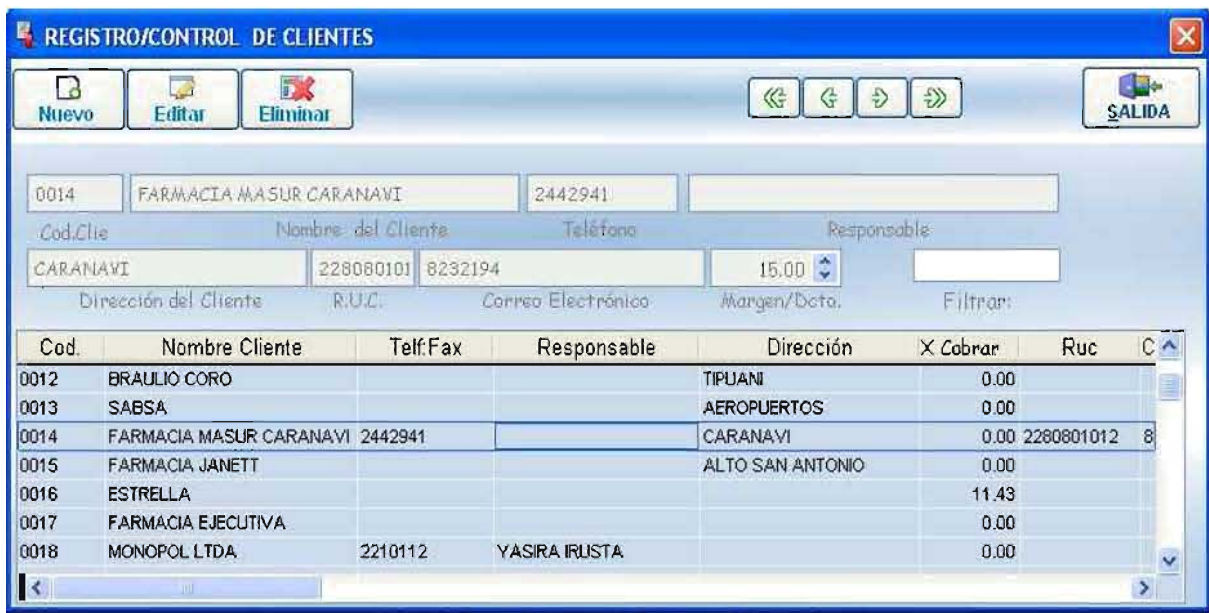 REGISTRO/CONTROL DE CLIENTES
Nuevo Editar Eliminar SALIDA
0014 FARMACIA MASUR CARANAVI 2442941
Cod.Clie Nombre del Cliente Teléfono Responsable
CARANAVI 228080101 8232194 15.00
Dirección del Cliente R.U.C. Correo Electrónico Margen/Dcto. Filtrar:
Cod. Nombre Cliente Telf:Fax Responsable Dirección X Cobrar Ruc C
0012 BRAULIO CORO TIPUANI 0.00
0013 SABSA AEROPUERTOS 0.00
0014 FARMACIA MASUR CARANAVI 2442941 CARANAVI 0.00 2280801012 8
0015 FARMACIA JANETT ALTO SAN ANTONIO 0.00
0016 ESTRELLA 11.43
0017 FARMACIA EJECUTIVA 0.00
0018 MONOPOL LTDA 2210112 YASIRA IRUSTA 0.00